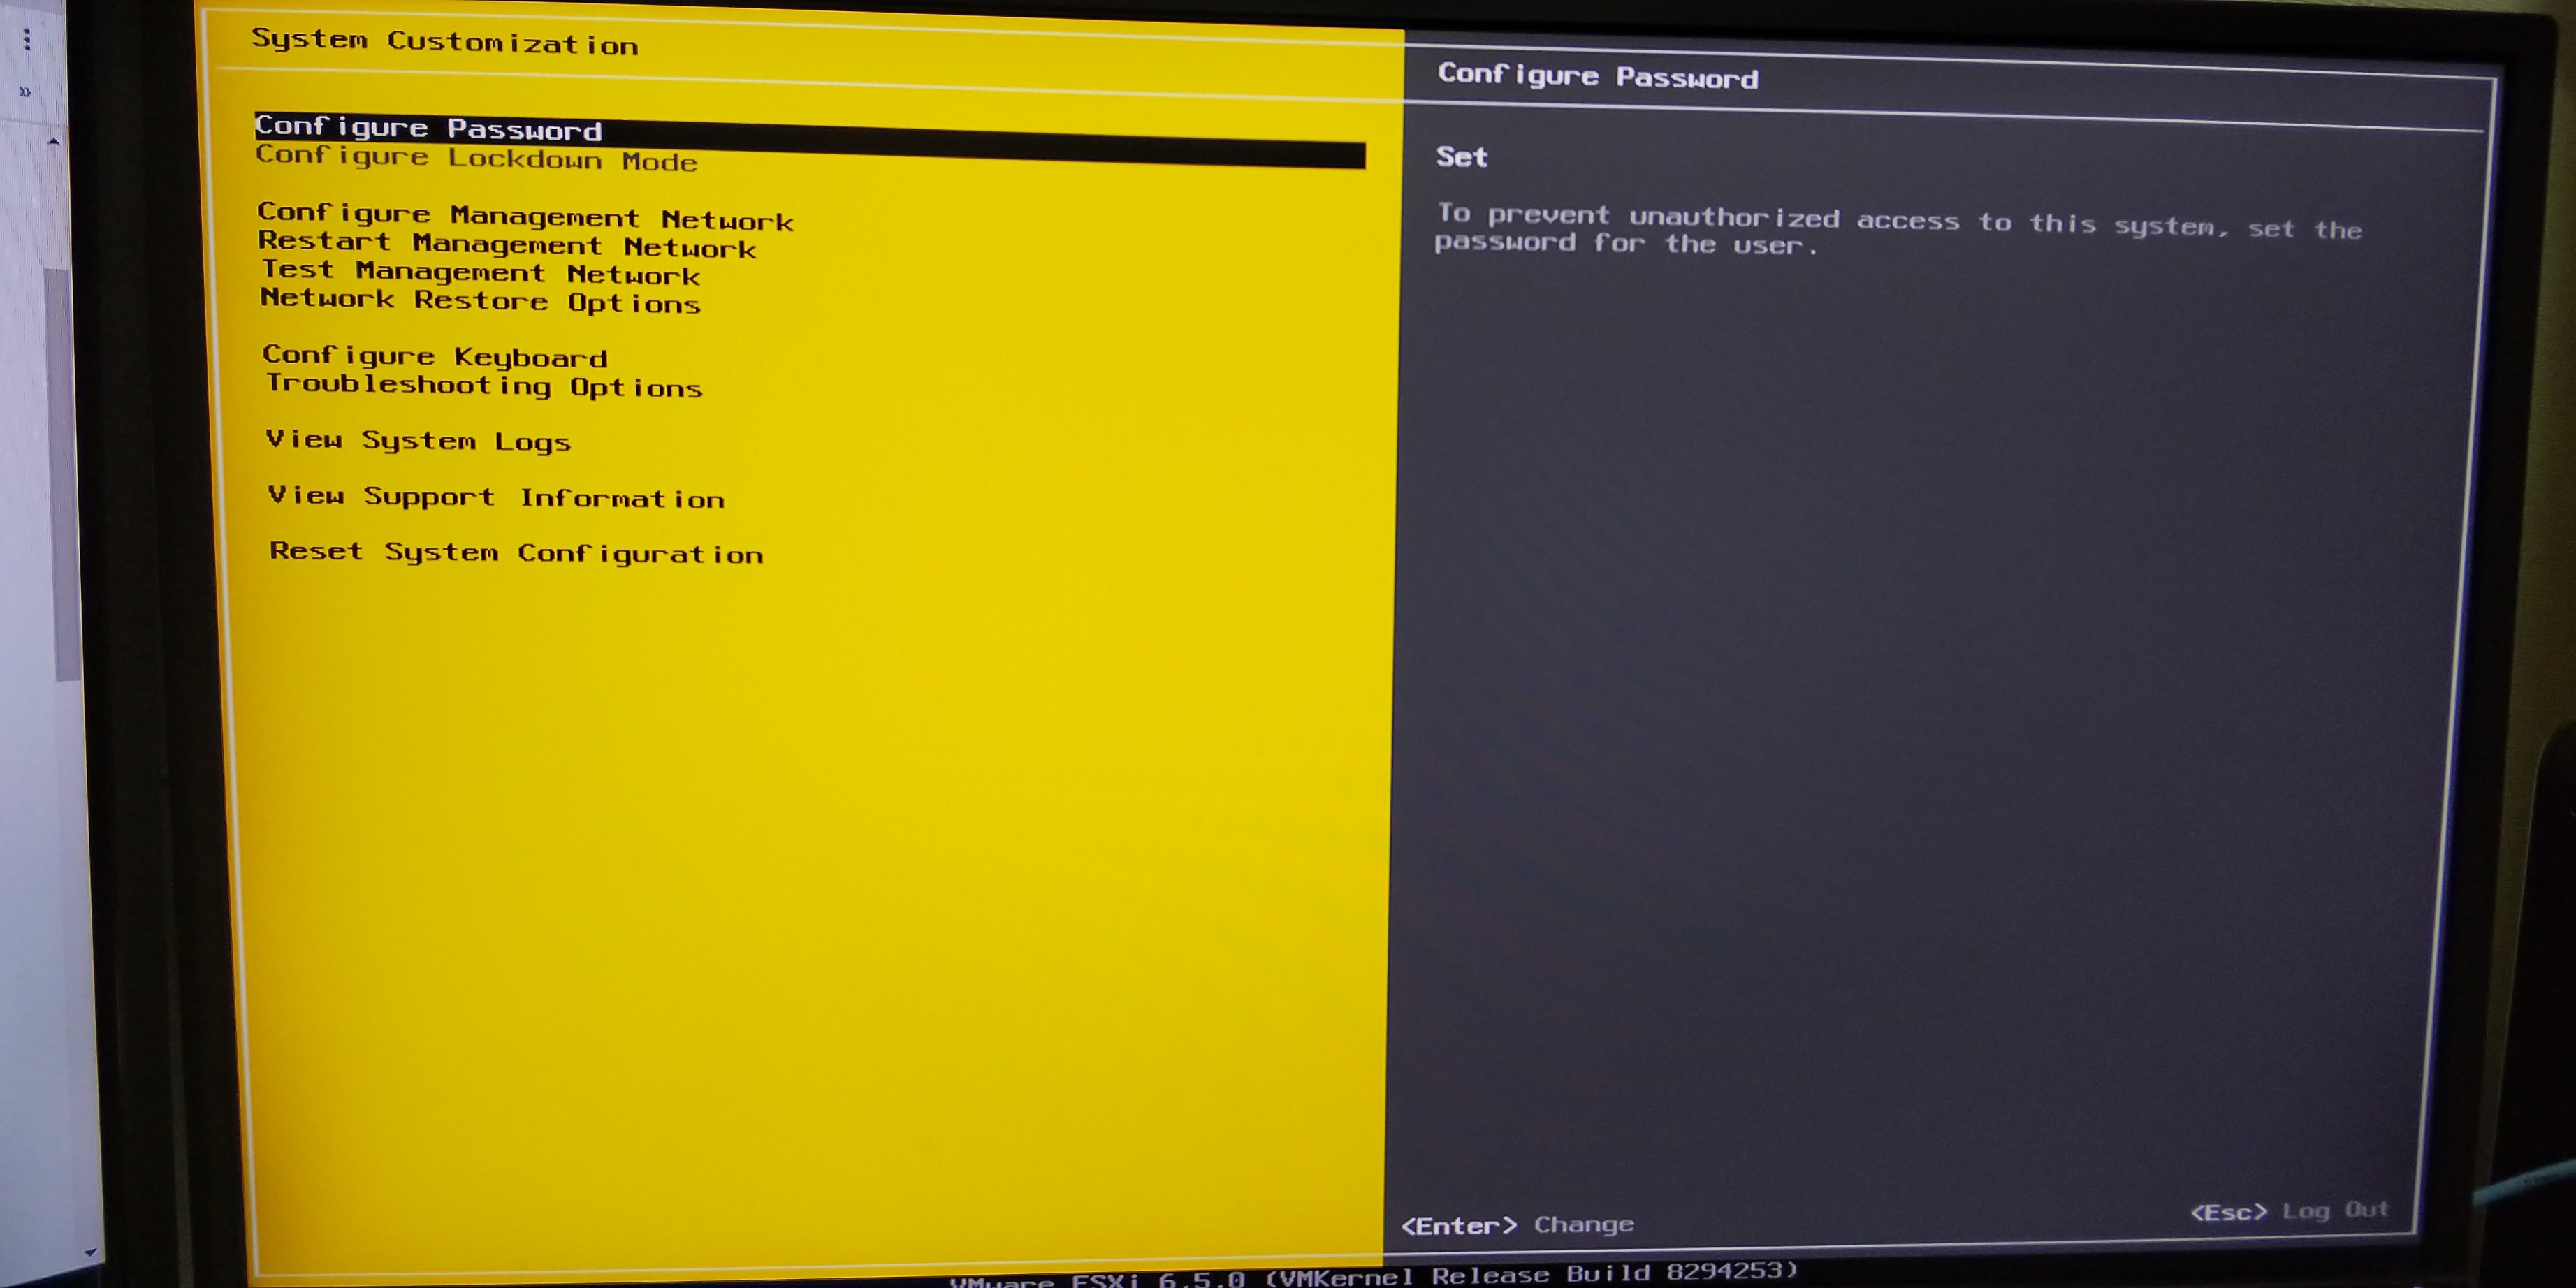 System Customization
Configure Password
Configure Lockdown Mode
Configure Management Network
Restart Management Network
Test Management Network
Network Restore Options
Configure Keyboard
Troubleshooting Options
View System Logs
View Support Information
Reset System Configuration
Configure Password
Set
To prevent unauthorized access to this system, set the
password for the user.
<Enter> Change
<Esc> Log Out
VMware ESXi 6.5.0 (VMKernel Release Build 8294253)